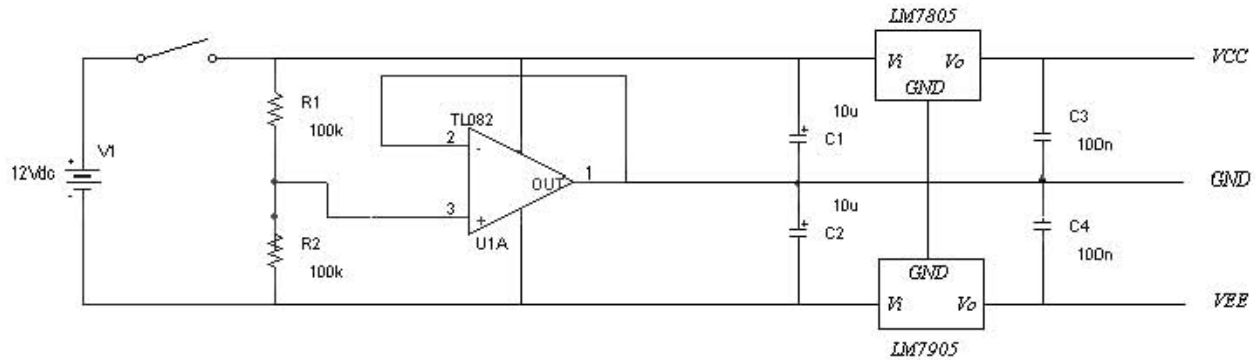 LM7805
Vi Vo
GND
VCC
R1
100k
TL082
2
-
3
+
OUT
1
U1A
10u
+
C1
C3
100n
V1
+
12Vdc
-
GND
10u
+
C2
C4
100n
R2
100k
GND
Vi Vo
VEE
LM7905